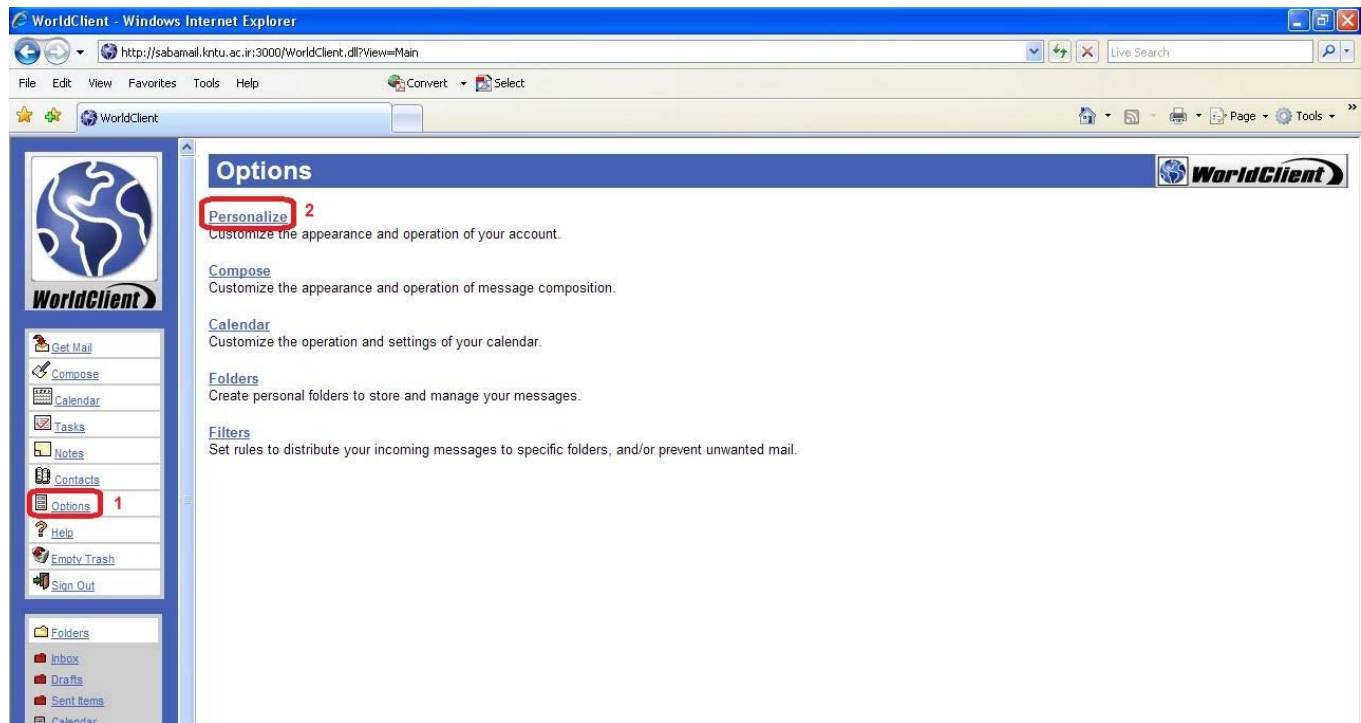 WorldClient - Windows Internet Explorer
http://sabamail.kntu.ac.ir:3000/WorldClient.dll?View=Main
Live Search
File Edit View Favorites Tools Help
Convert Select
WorldClient
Page Tools
WorldClient
Get Mail
Compose
Calendar
Tasks
Notes
Contacts
Options 1
Help
Empty Trash
Sign Out
Folders
Inbox
Drafts
Sent Items
Calendar
Options
WorldClient
Personalize 2
Customize the appearance and operation of your account.
Compose
Customize the appearance and operation of message composition.
Calendar
Customize the operation and settings of your calendar.
Folders
Create personal folders to store and manage your messages.
Filters
Set rules to distribute your incoming messages to specific folders, and/or prevent unwanted mail.